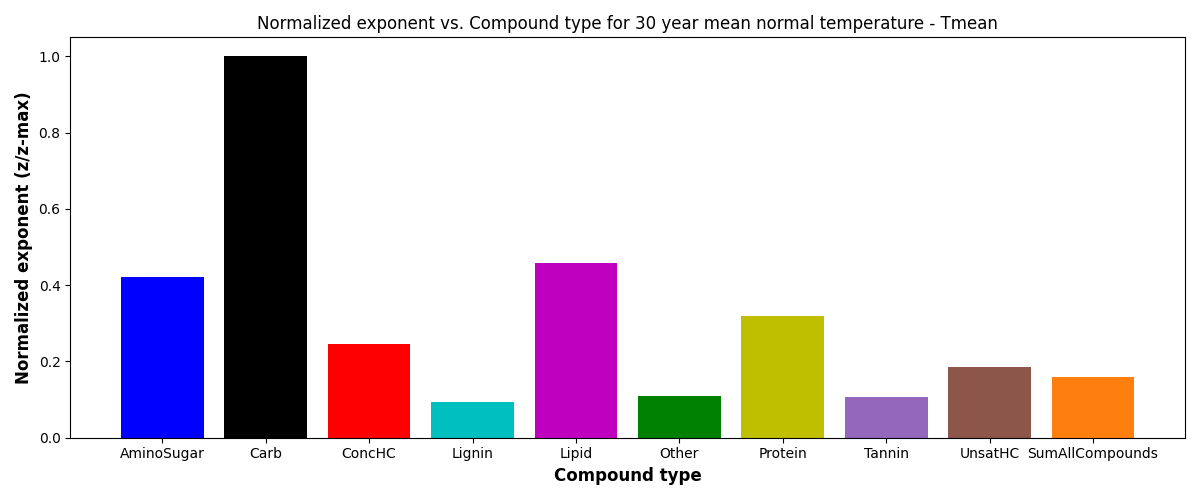 Normalized exponent vs. Compound type for 30 year mean normal temperature - Tmean
Normalized exponent (z/z-max)
1.0
0.8
0.6
0.4
0.2
0.0
AminoSugar Carb ConcHC Lignin Lipid Other Protein Tannin UnsatHC SumAllCompounds
Compound type